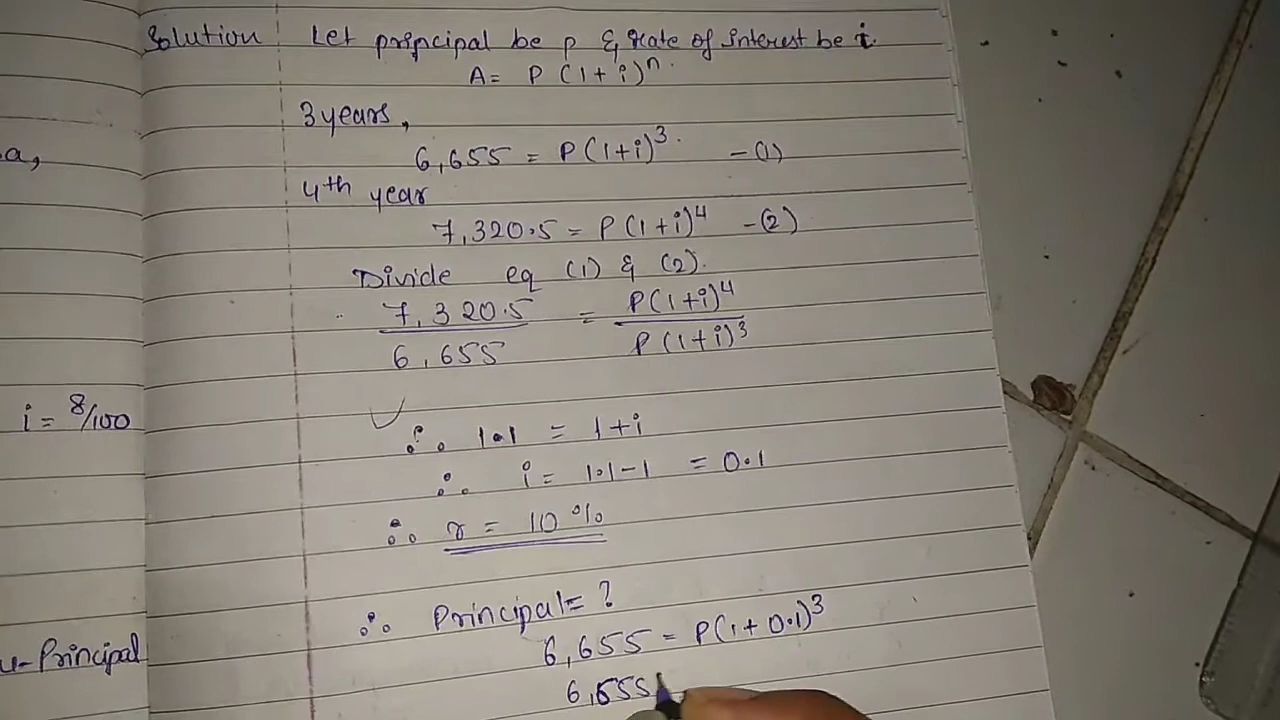 Solution Let principal be p & rate of interest be i.
A= P (1+i)^n.
3 years,
a,
6,655 = P(1+i)^3. -(1)
4th year
7,320.5 = P(1+i)^4 -(2)
Divide eq (1) & (2).
7,320.5 = P(1+i)^4
6,655 P(1+i)^3
i = 8/100
∴ 1.1 = 1+i
∴ i = 1.1-1 = 0.1
∴ r = 10%
∴ Principal = ?
6,655 = P(1+0.1)^3
- Principal
6,655